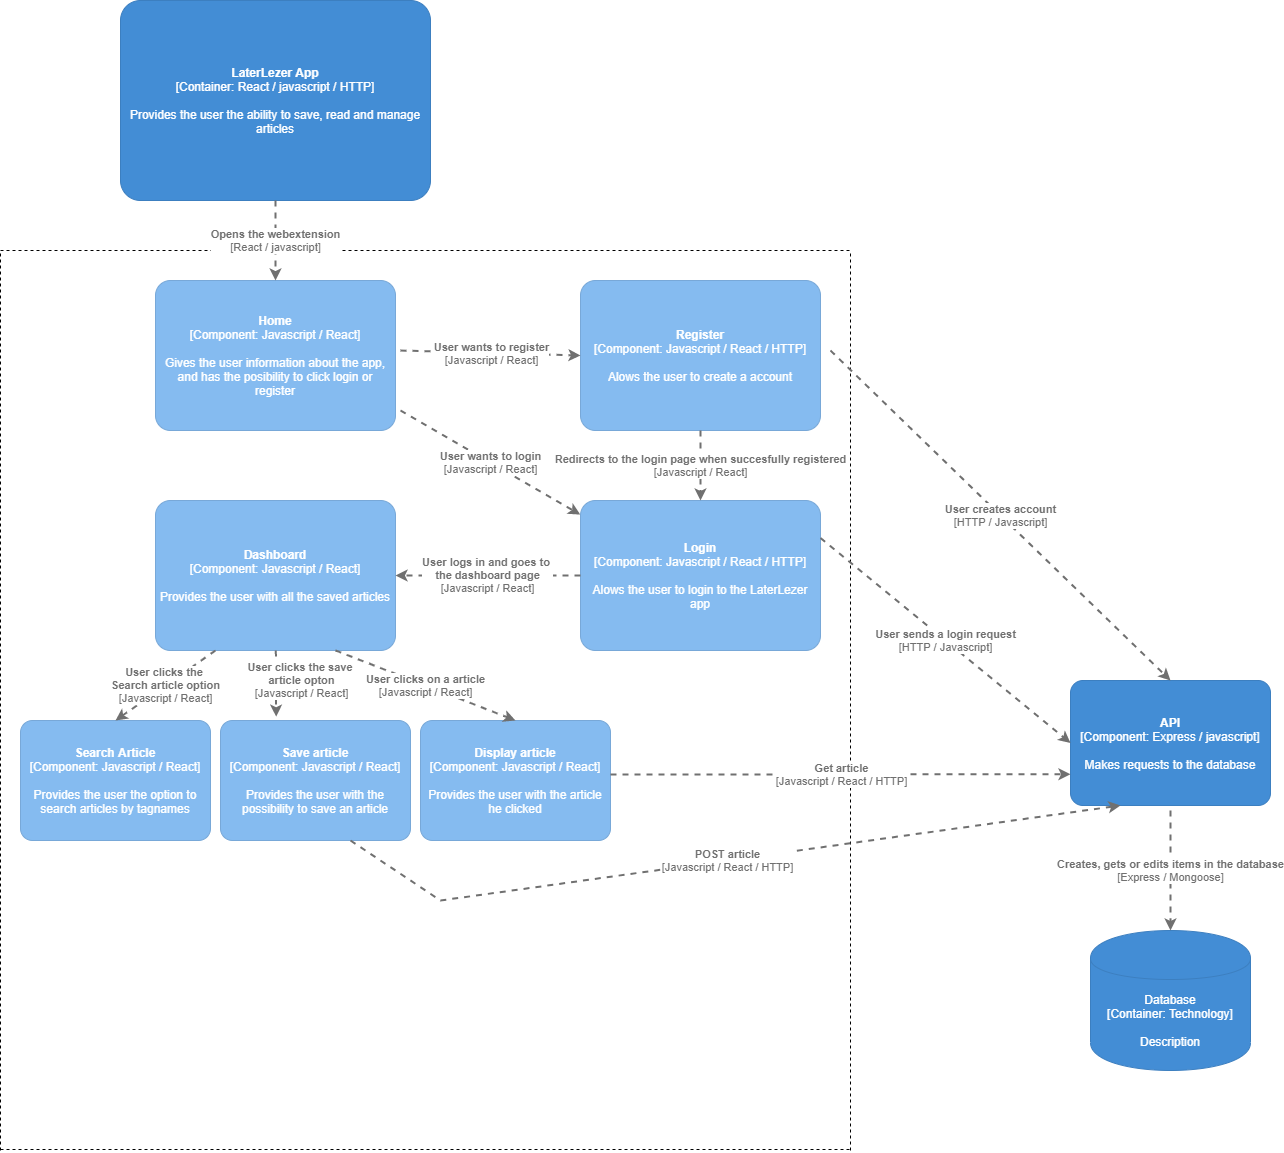 LaterLezer App
[Container: React / javascript / HTTP]
Provides the user the ability to save, read and manage
articles
Opens the webextension
[React / javascript]
Home
[Component: Javascript / React]
Gives the user information about the app,
and has the posibility to click login or
register
User wants to register
[Javascript / React]
Register
[Component: Javascript / React / HTTP]
Alows the user to create a account
User wants to login
[Javascript / React]
Redirects to the login page when succesfully registered
[Javascript / React]
User creates account
[HTTP / Javascript]
Dashboard
[Component: Javascript / React]
Provides the user with all the saved articles
User logs in and goes to
the dashboard page
[Javascript / React]
Login
[Component: Javascript / React / HTTP]
Allows the user to login to the LaterLezer
app
User sends a login request
[HTTP / Javascript]
User clicks the
Search article option
[Javascript / React]
User clicks the save
article opton
[Javascript / React]
User clicks on a article
[Javascript / React]
Search Article
[Component: Javascript / React]
Provides the user the option to
search articles by tagnames
Save article
[Component: Javascript / React]
Provides the user with the
possibility to save an article
Display article
[Component: Javascript / React]
Provides the user with the article
he clicked
Get article
[Javascript / React / HTTP]
API
[Component: Express / javascript]
Makes requests to the database
POST article
[Javascript / React / HTTP]
Creates, gets or edits items in the database
[Express / Mongoose]
Database
[Container: Technology]
Description